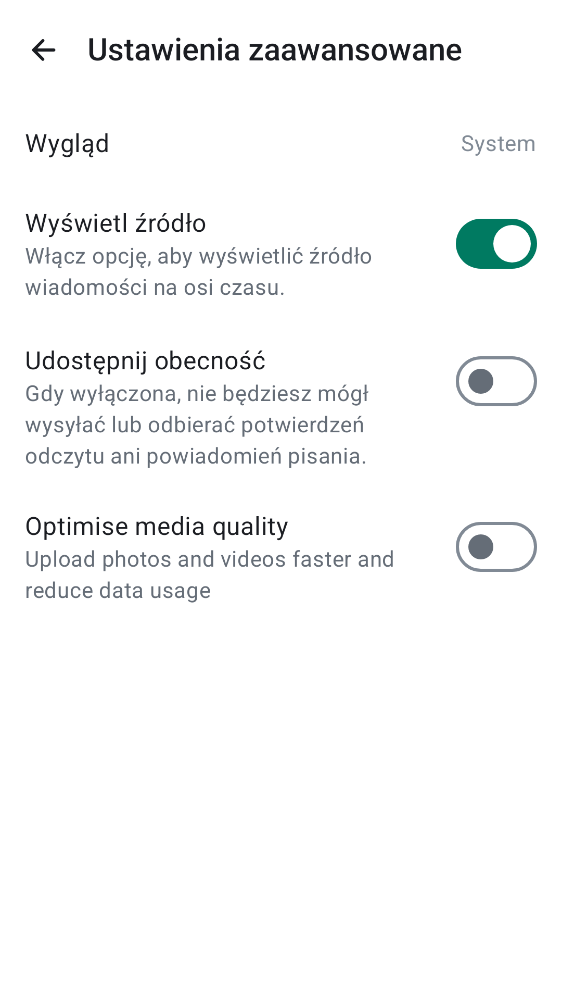 Ustawienia zaawansowane
Wygląd
System
Wyświetl źródło
Włącz opcję, aby wyświetlić źródło
wiadomości na osi czasu.
Udostępnij obecność
Gdy wyłączona, nie będziesz mógł
wysyłać lub odbierać potwierdzeń
odczytu ani powiadomień pisania.
Optimise media quality
Upload photos and videos faster and
reduce data usage